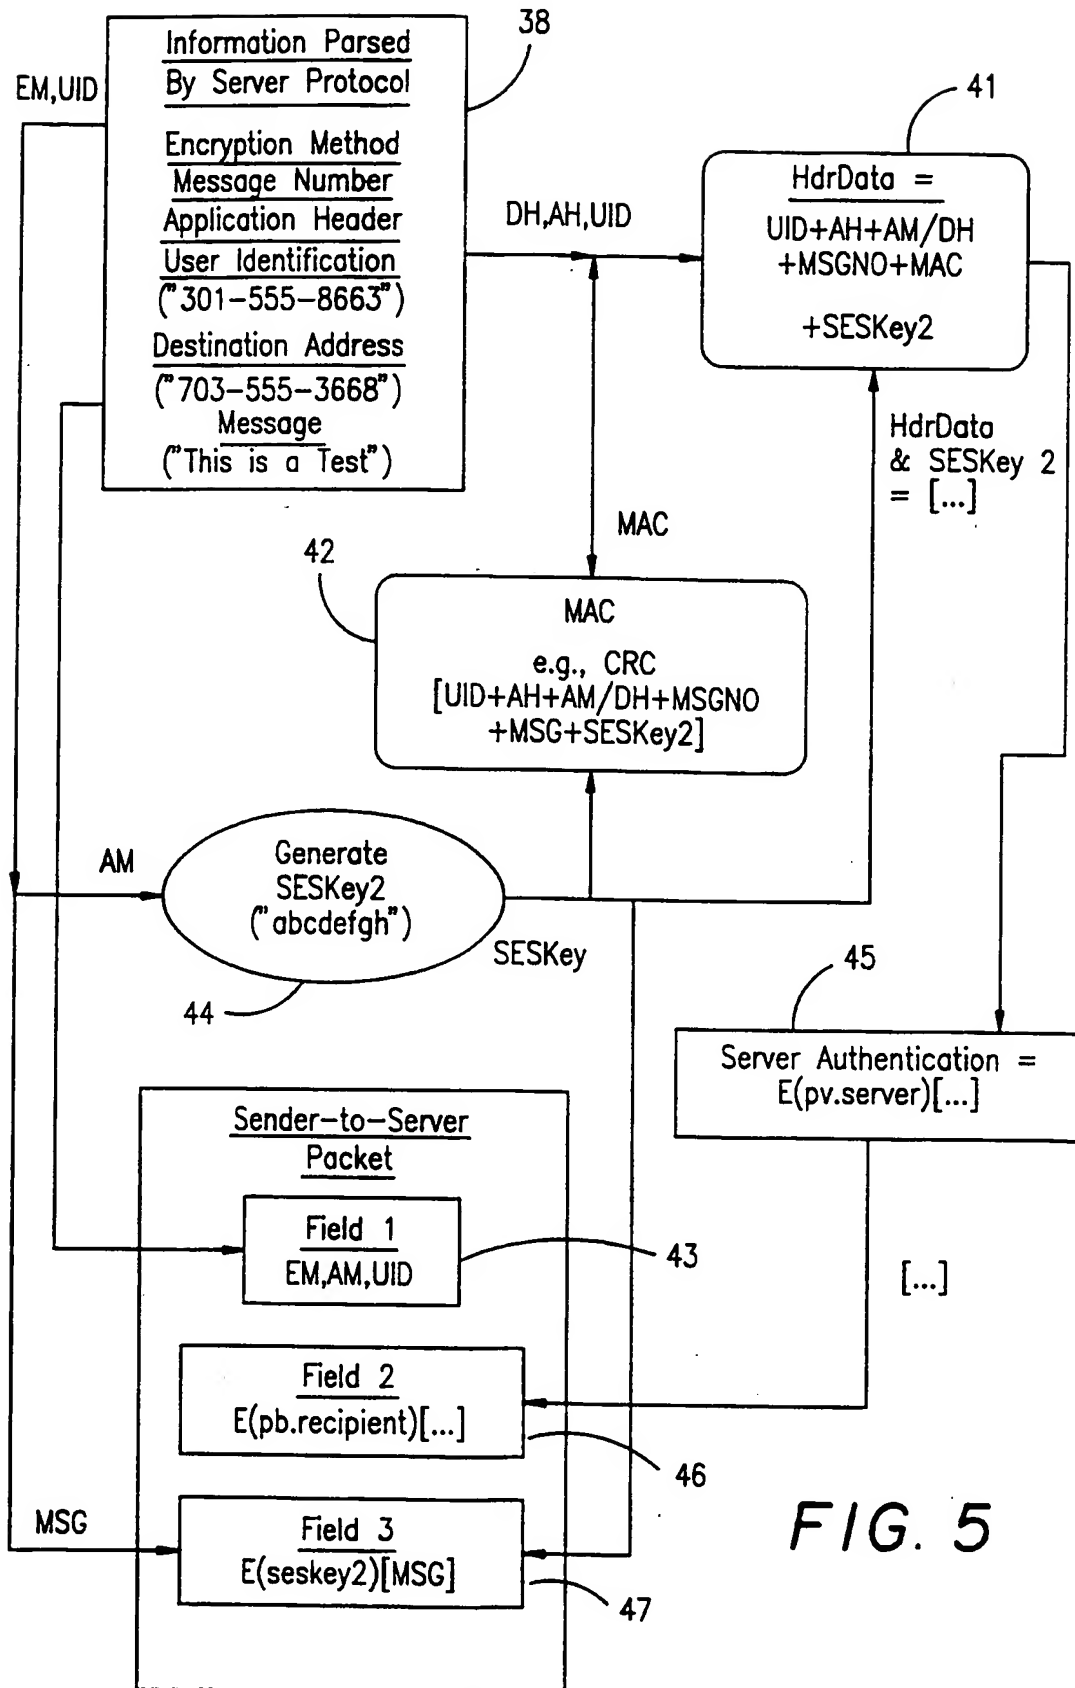 Information Parsed
By Server Protocol
Encryption Method
Message Number
Application Header
User Identification
("301-555-8663")
Destination Address
("703-555-3668")
Message
("This is a Test")
38
EM,UID
DH,AH,UID
41
HdrData =
UID+AH+AM/DH
+MSGNO+MAC
+SESKey2
HdrData
& SESKey 2
= [...]
MAC
42
MAC
e.g., CRC
[UID+AH+AM/DH+MSGNO
+MSG+SESKey2]
AM
Generate
SESKey2
("abcdefgh")
SESKey
44
45
Server Authentication =
E(pv.server)[...]
Sender-to-Server
Packet
Field 1
EM,AM,UID
43
[...]
Field 2
E(pb.recipient)[...]
46
MSG
Field 3
E(seskey2)[MSG]
47
FIG. 5